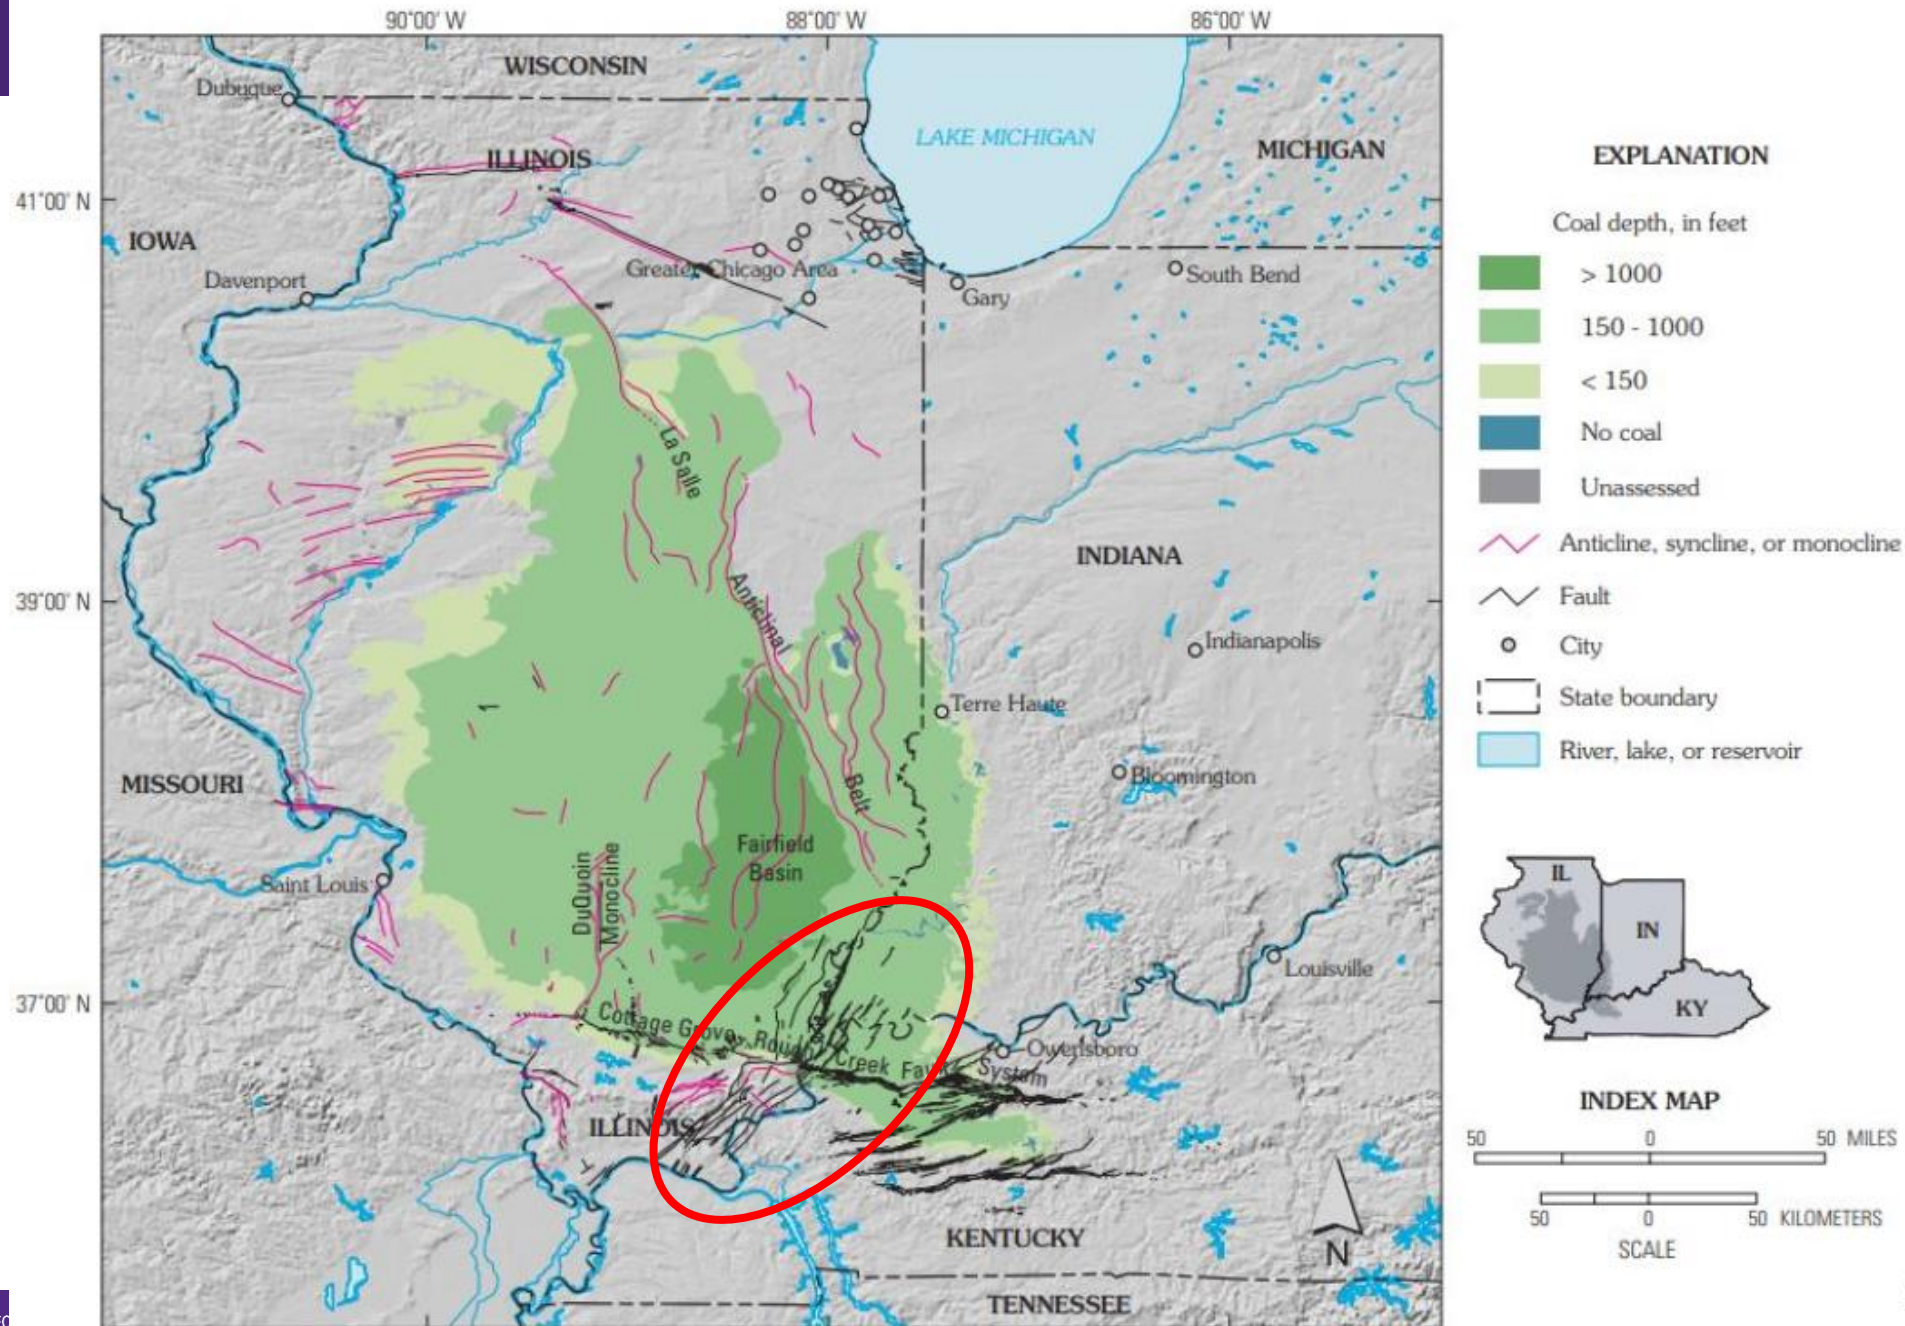 90°00' W
88°00' W
86°00' W
WISCONSIN
Dubuque
LAKE MICHIGAN
MICHIGAN
ILLINOIS
41°00' N
IOWA
Davenport
Greater Chicago Area
South Bend
Gary
La Salle
INDIANA
39°00' N
Anticlinal
Indianapolis
Terre Haute
MISSOURI
Bloomington
Belt
Fairfield
Basin
DuQuoin
Monocline
Saint Louis
Louisville
37°00' N
Cottage Grove - Rough Creek Fault System
Owensboro
ILLINOIS
KENTUCKY
N
TENNESSEE
EXPLANATION
Coal depth, in feet
> 1000
150 - 1000
< 150
No coal
Unassessed
Anticline, syncline, or monocline
Fault
City
State boundary
River, lake, or reservoir
IL
IN
KY
INDEX MAP
50 0 50 MILES
50 0 50 KILOMETERS
SCALE